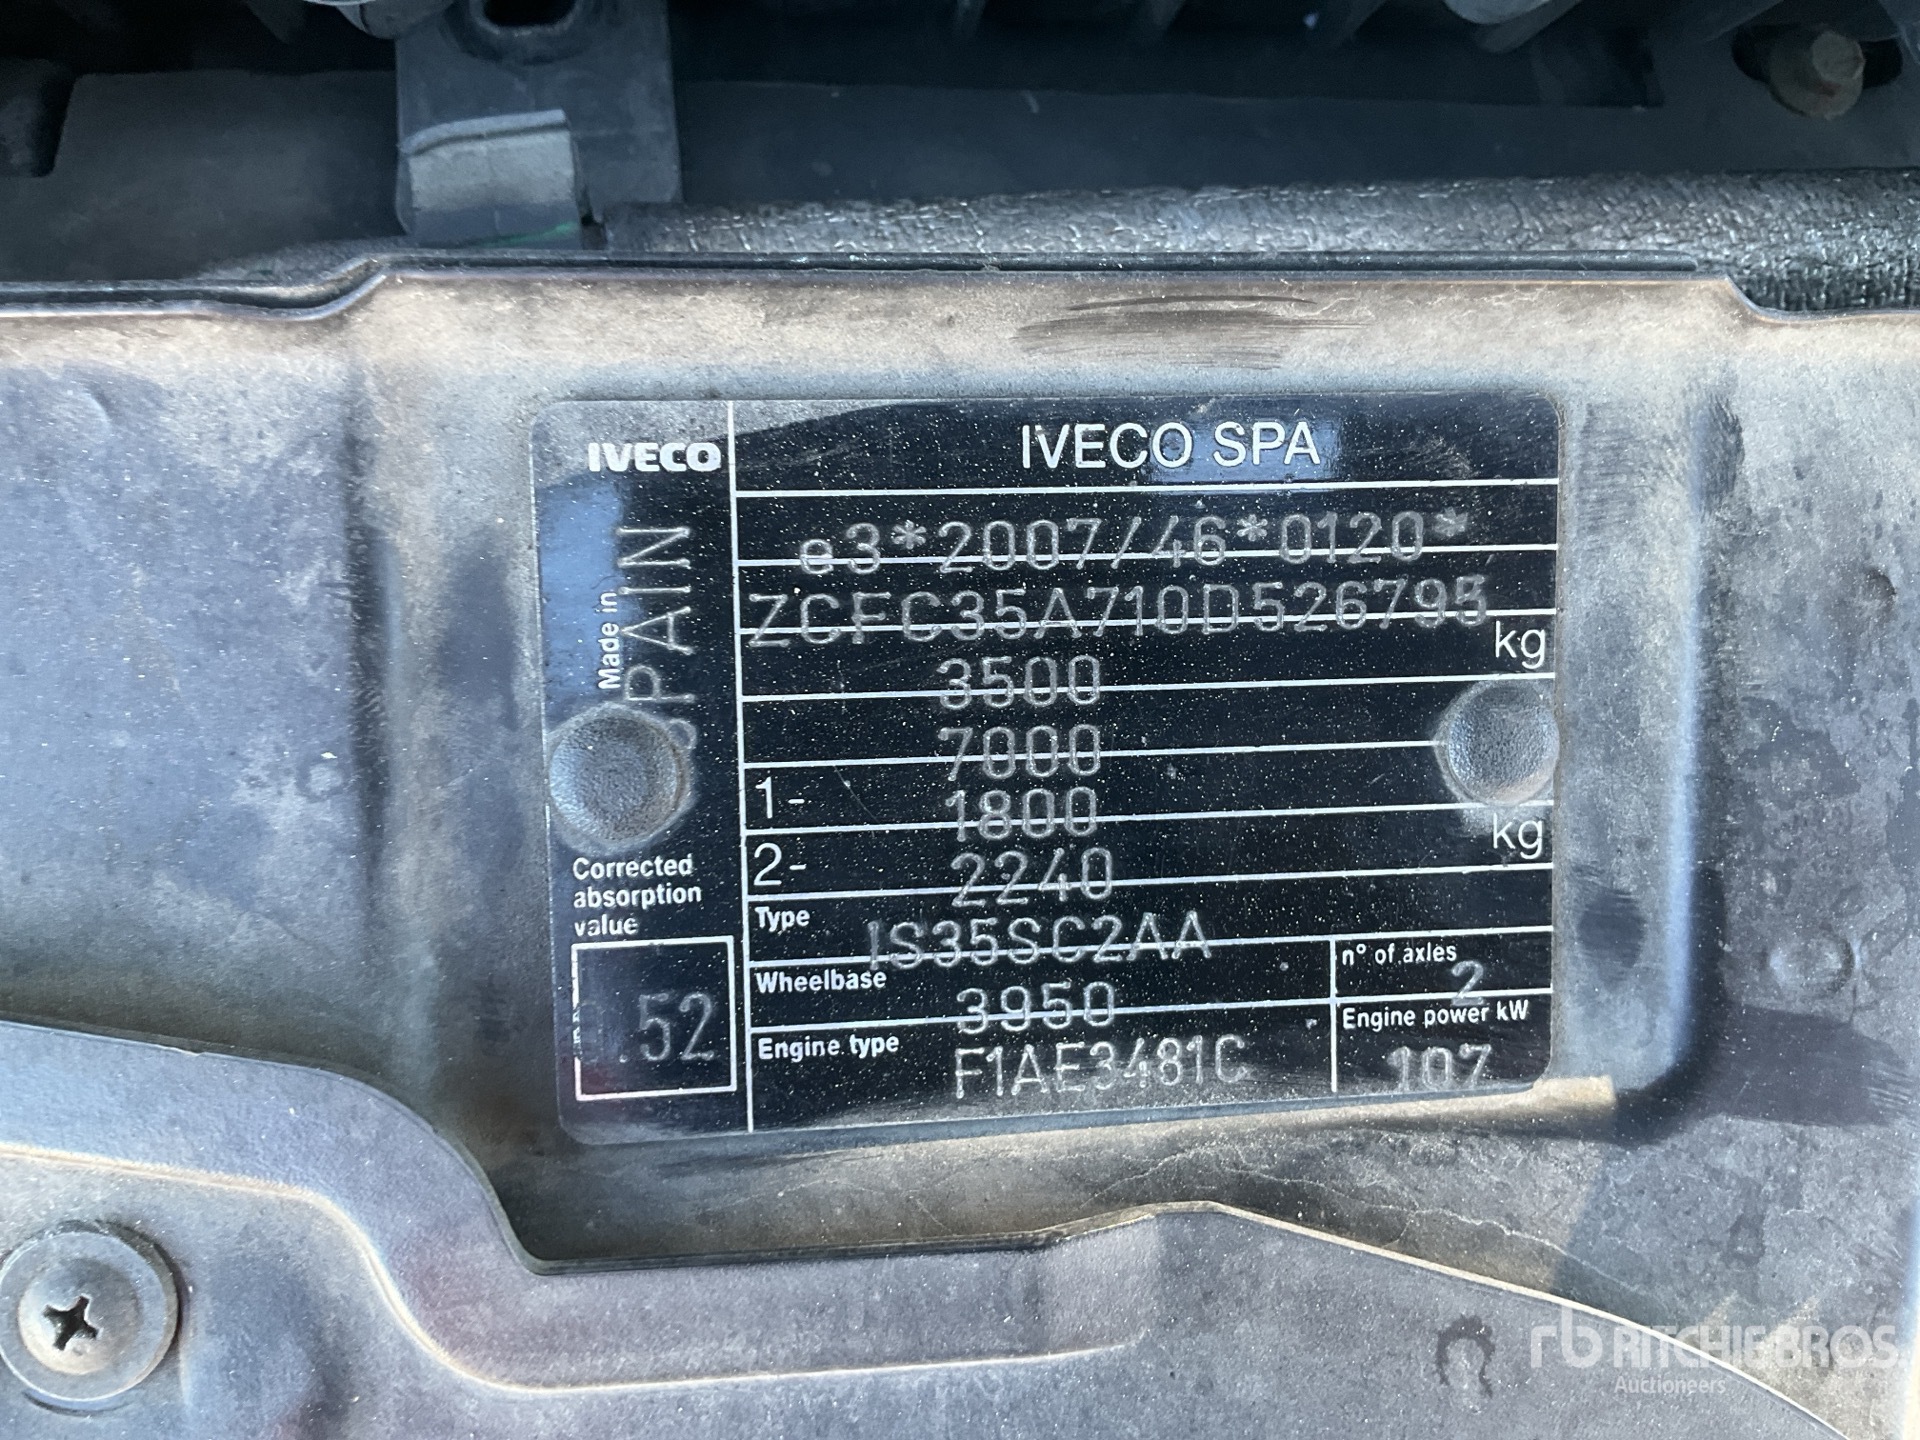 IVECO
IVECO SPA
Made in
SPAIN
e3*2007/46*0120*
ZCFC35A710D526795
kg
3500
7000
1- 1800
kg
2- 2240
Corrected
absorption
value
.52
Type IS35SC2AA
Wheelbase 3950
n° of axles 2
Engine type F1AE3481C
Engine power kW
107
rb RITCHIE BROS.
Auctioneers